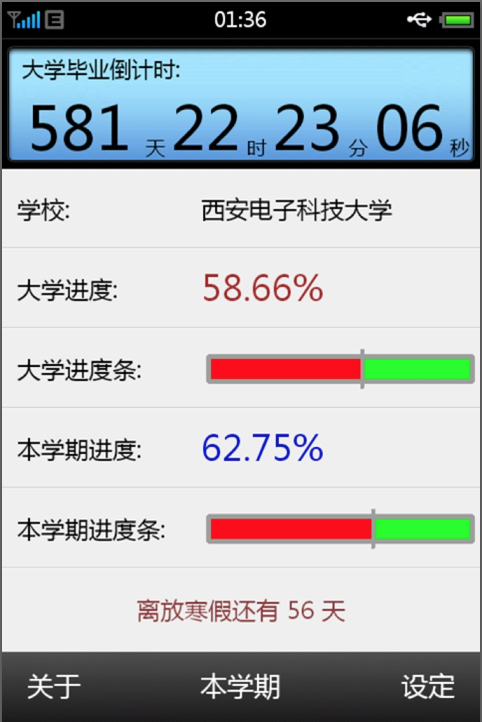 01:36
大学毕业倒计时:
581 天 22 时 23 分 06 秒
学校: 西安电子科技大学
大学进度: 58.66%
大学进度条:
本学期进度: 62.75%
本学期进度条:
离放寒假还有 56 天
关于 本学期 设定